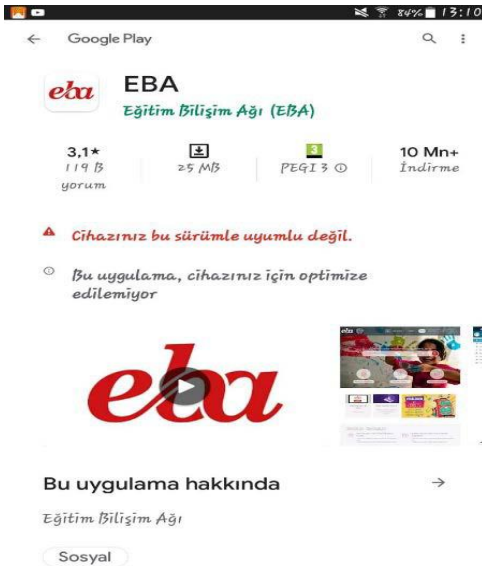 84% 13:10
Google Play
eba
EBA
Eğitim Bilişim Ağı (EBA)
3,1★
119 B
yorum
25 MB
3
PEGI 3
10 Mn+
İndirme
Cihazınız bu sürümle uyumlu değil.
Bu uygulama, cihazınız için optimize
edilemiyor
eba
Bu uygulama hakkında
Eğitim Bilişim Ağı
Sosyal